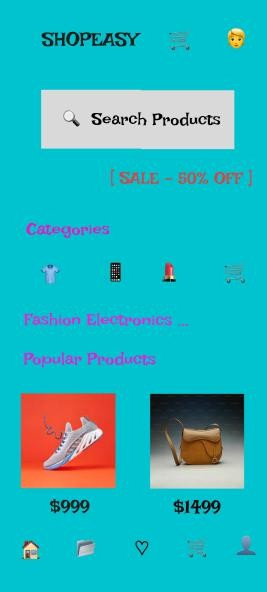 SHOPEASY
Search Products
[ SALE - 50% OFF ]
Categories
Fashion Electronics ...
Popular Products
$999 $1499